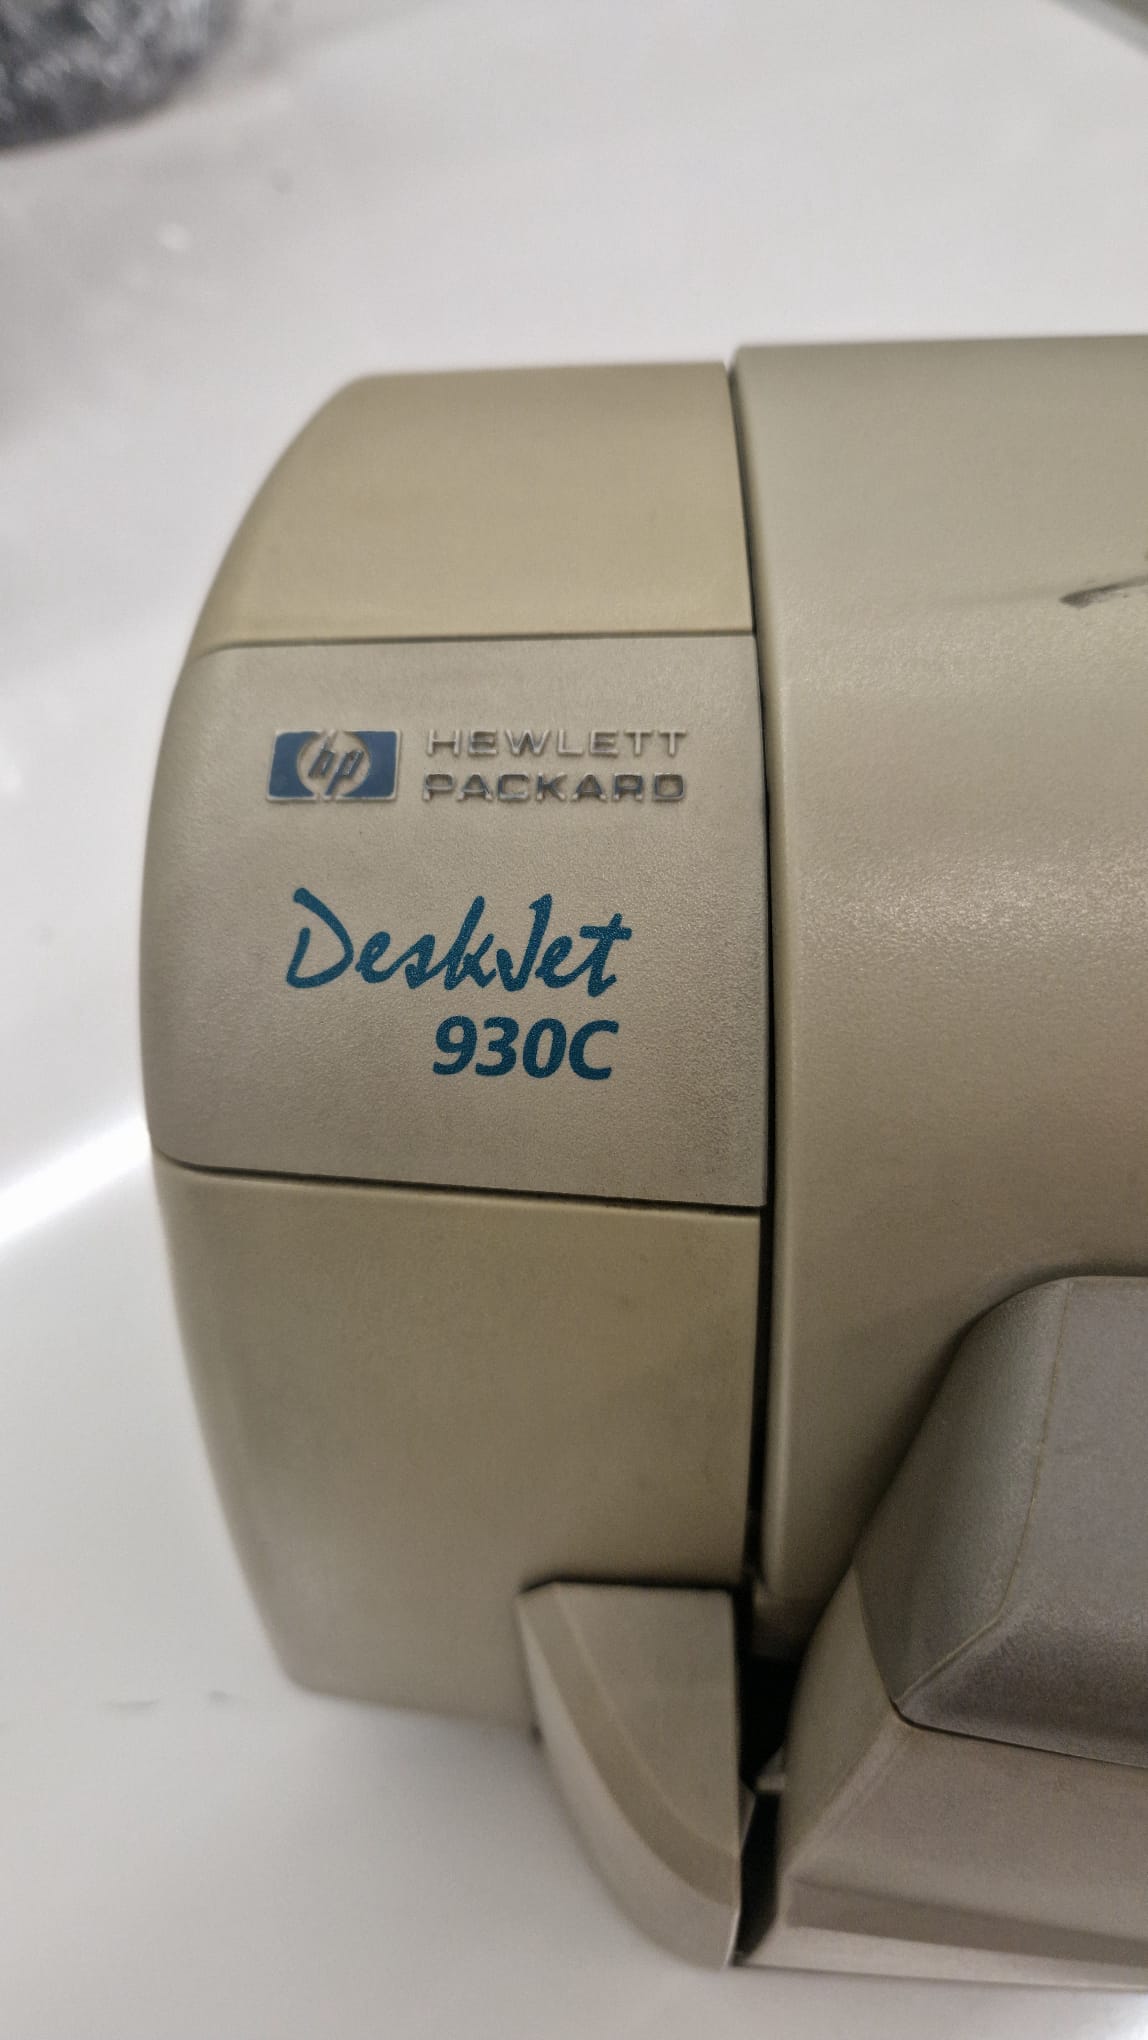 hp HEWLETT
PACKARD
DeskJet
930C